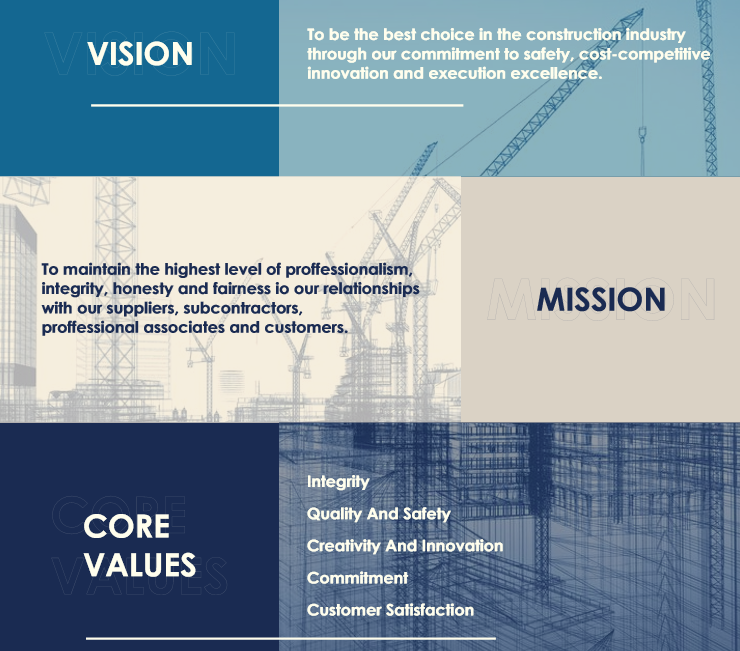 VISION
To be the best choice in the construction industry
through our commitment to safety, cost-competitive
innovation and execution excellence.
To maintain the highest level of proffessionalism,
integrity, honesty and fairness io our relationships
with our suppliers, subcontractors,
proffessional associates and customers.
MISSION
CORE
VALUES
Integrity
Quality And Safety
Creativity And Innovation
Commitment
Customer Satisfaction